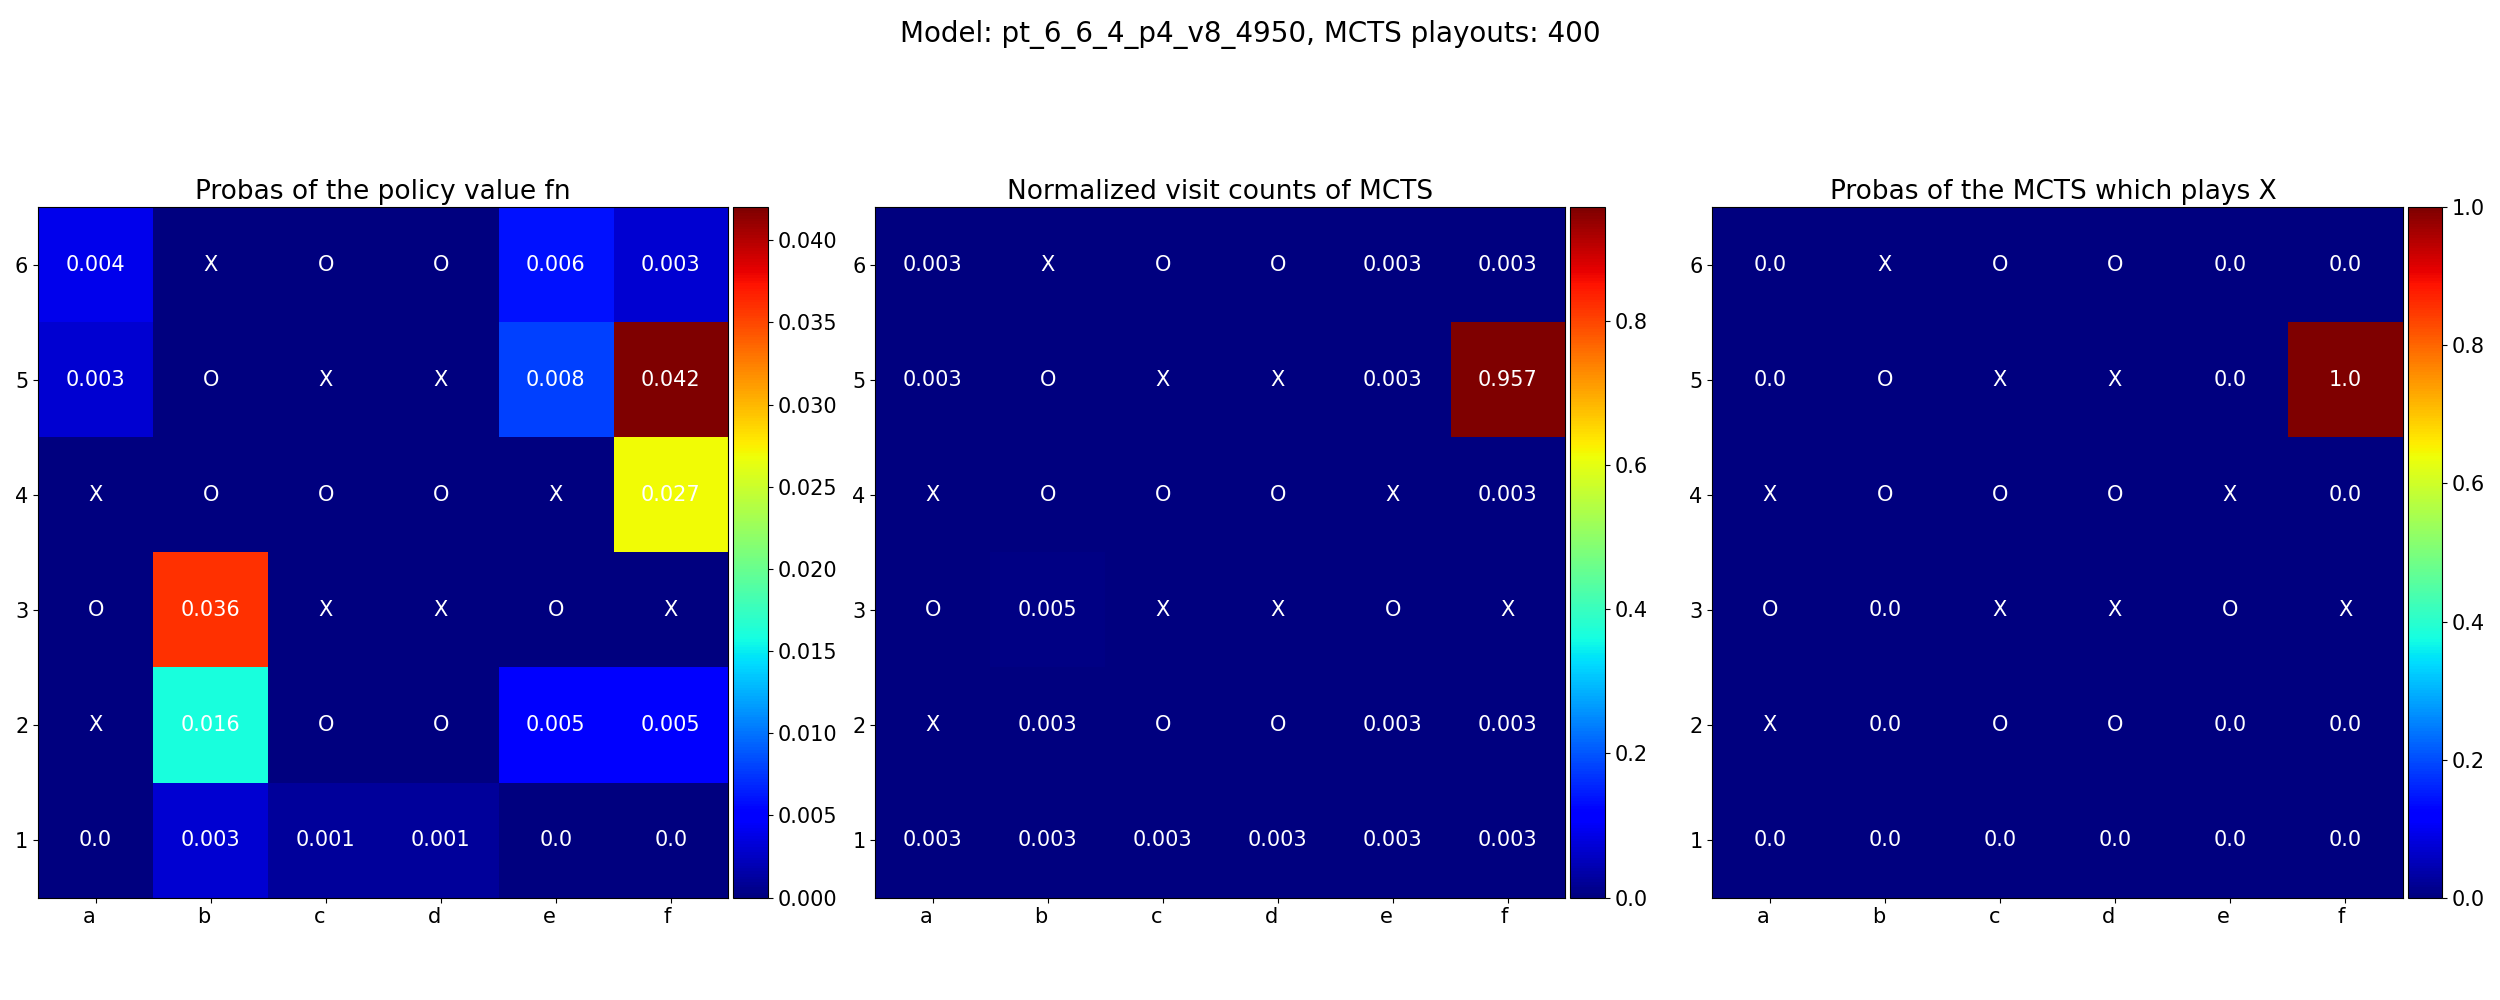 Model: pt_6_6_4_p4_v8_4950, MCTS playouts: 400
Probas of the policy value fn
6 0.004 X O O 0.006 0.003
5 0.003 O X X 0.008 0.042
4 X O O O X 0.027
3 O 0.036 X X O X
2 X 0.016 O O 0.005 0.005
1 0.0 0.003 0.001 0.001 0.0 0.0
a b c d e f
0.040
0.035
0.030
0.025
0.020
0.015
0.010
0.005
0.000
Normalized visit counts of MCTS
6 0.003 X O O 0.003 0.003
5 0.003 O X X 0.003 0.957
4 X O O O X 0.003
3 O 0.005 X X O X
2 X 0.003 O O 0.003 0.003
1 0.003 0.003 0.003 0.003 0.003 0.003
a b c d e f
0.8
0.6
0.4
0.2
0.0
Probas of the MCTS which plays X
6 0.0 X O O 0.0 0.0
5 0.0 O X X 0.0 1.0
4 X O O O X 0.0
3 O 0.0 X X O X
2 X 0.0 O O 0.0 0.0
1 0.0 0.0 0.0 0.0 0.0 0.0
a b c d e f
1.0
0.8
0.6
0.4
0.2
0.0